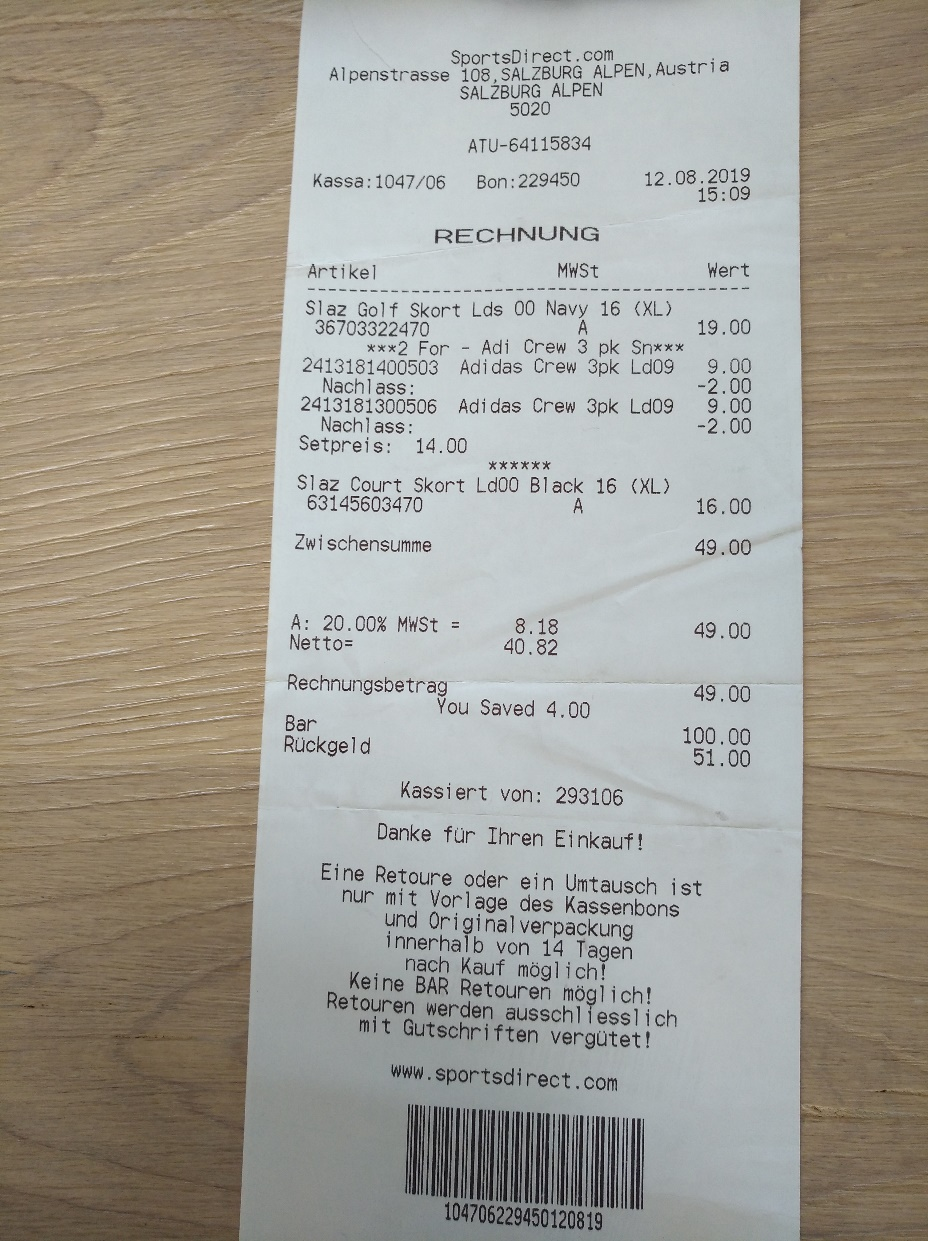 SportsDirect.com
Alpenstrasse 108,SALZBURG ALPEN,Austria
SALZBURG ALPEN
5020
ATU-64115834
Kassa:1047/06 Bon:229450 12.08.2019
15:09
RECHNUNG
Artikel MWSt Wert
------------------------------------------------
Slaz Golf Skort Lds 00 Navy 16 (XL)
36703322470 A 19.00
***2 For - Adi Crew 3 pk Sn***
2413181400503 Adidas Crew 3pk Ld09 9.00
Nachlass: -2.00
2413181300506 Adidas Crew 3pk Ld09 9.00
Nachlass: -2.00
Setpreis: 14.00
******
Slaz Court Skort Ld00 Black 16 (XL)
63145603470 A 16.00
Zwischensumme 49.00
A: 20.00% MWSt = 8.18 49.00
Netto= 40.82
Rechnungsbetrag 49.00
You Saved 4.00
Bar 100.00
Rückgeld 51.00
Kassiert von: 293106
Danke für Ihren Einkauf!
Eine Retoure oder ein Umtausch ist
nur mit Vorlage des Kassenbons
und Originalverpackung
innerhalb von 14 Tagen
nach Kauf möglich!
Keine BAR Retouren möglich!
Retouren werden ausschliesslich
mit Gutschriften vergütet!
www.sportsdirect.com
104706229450120819